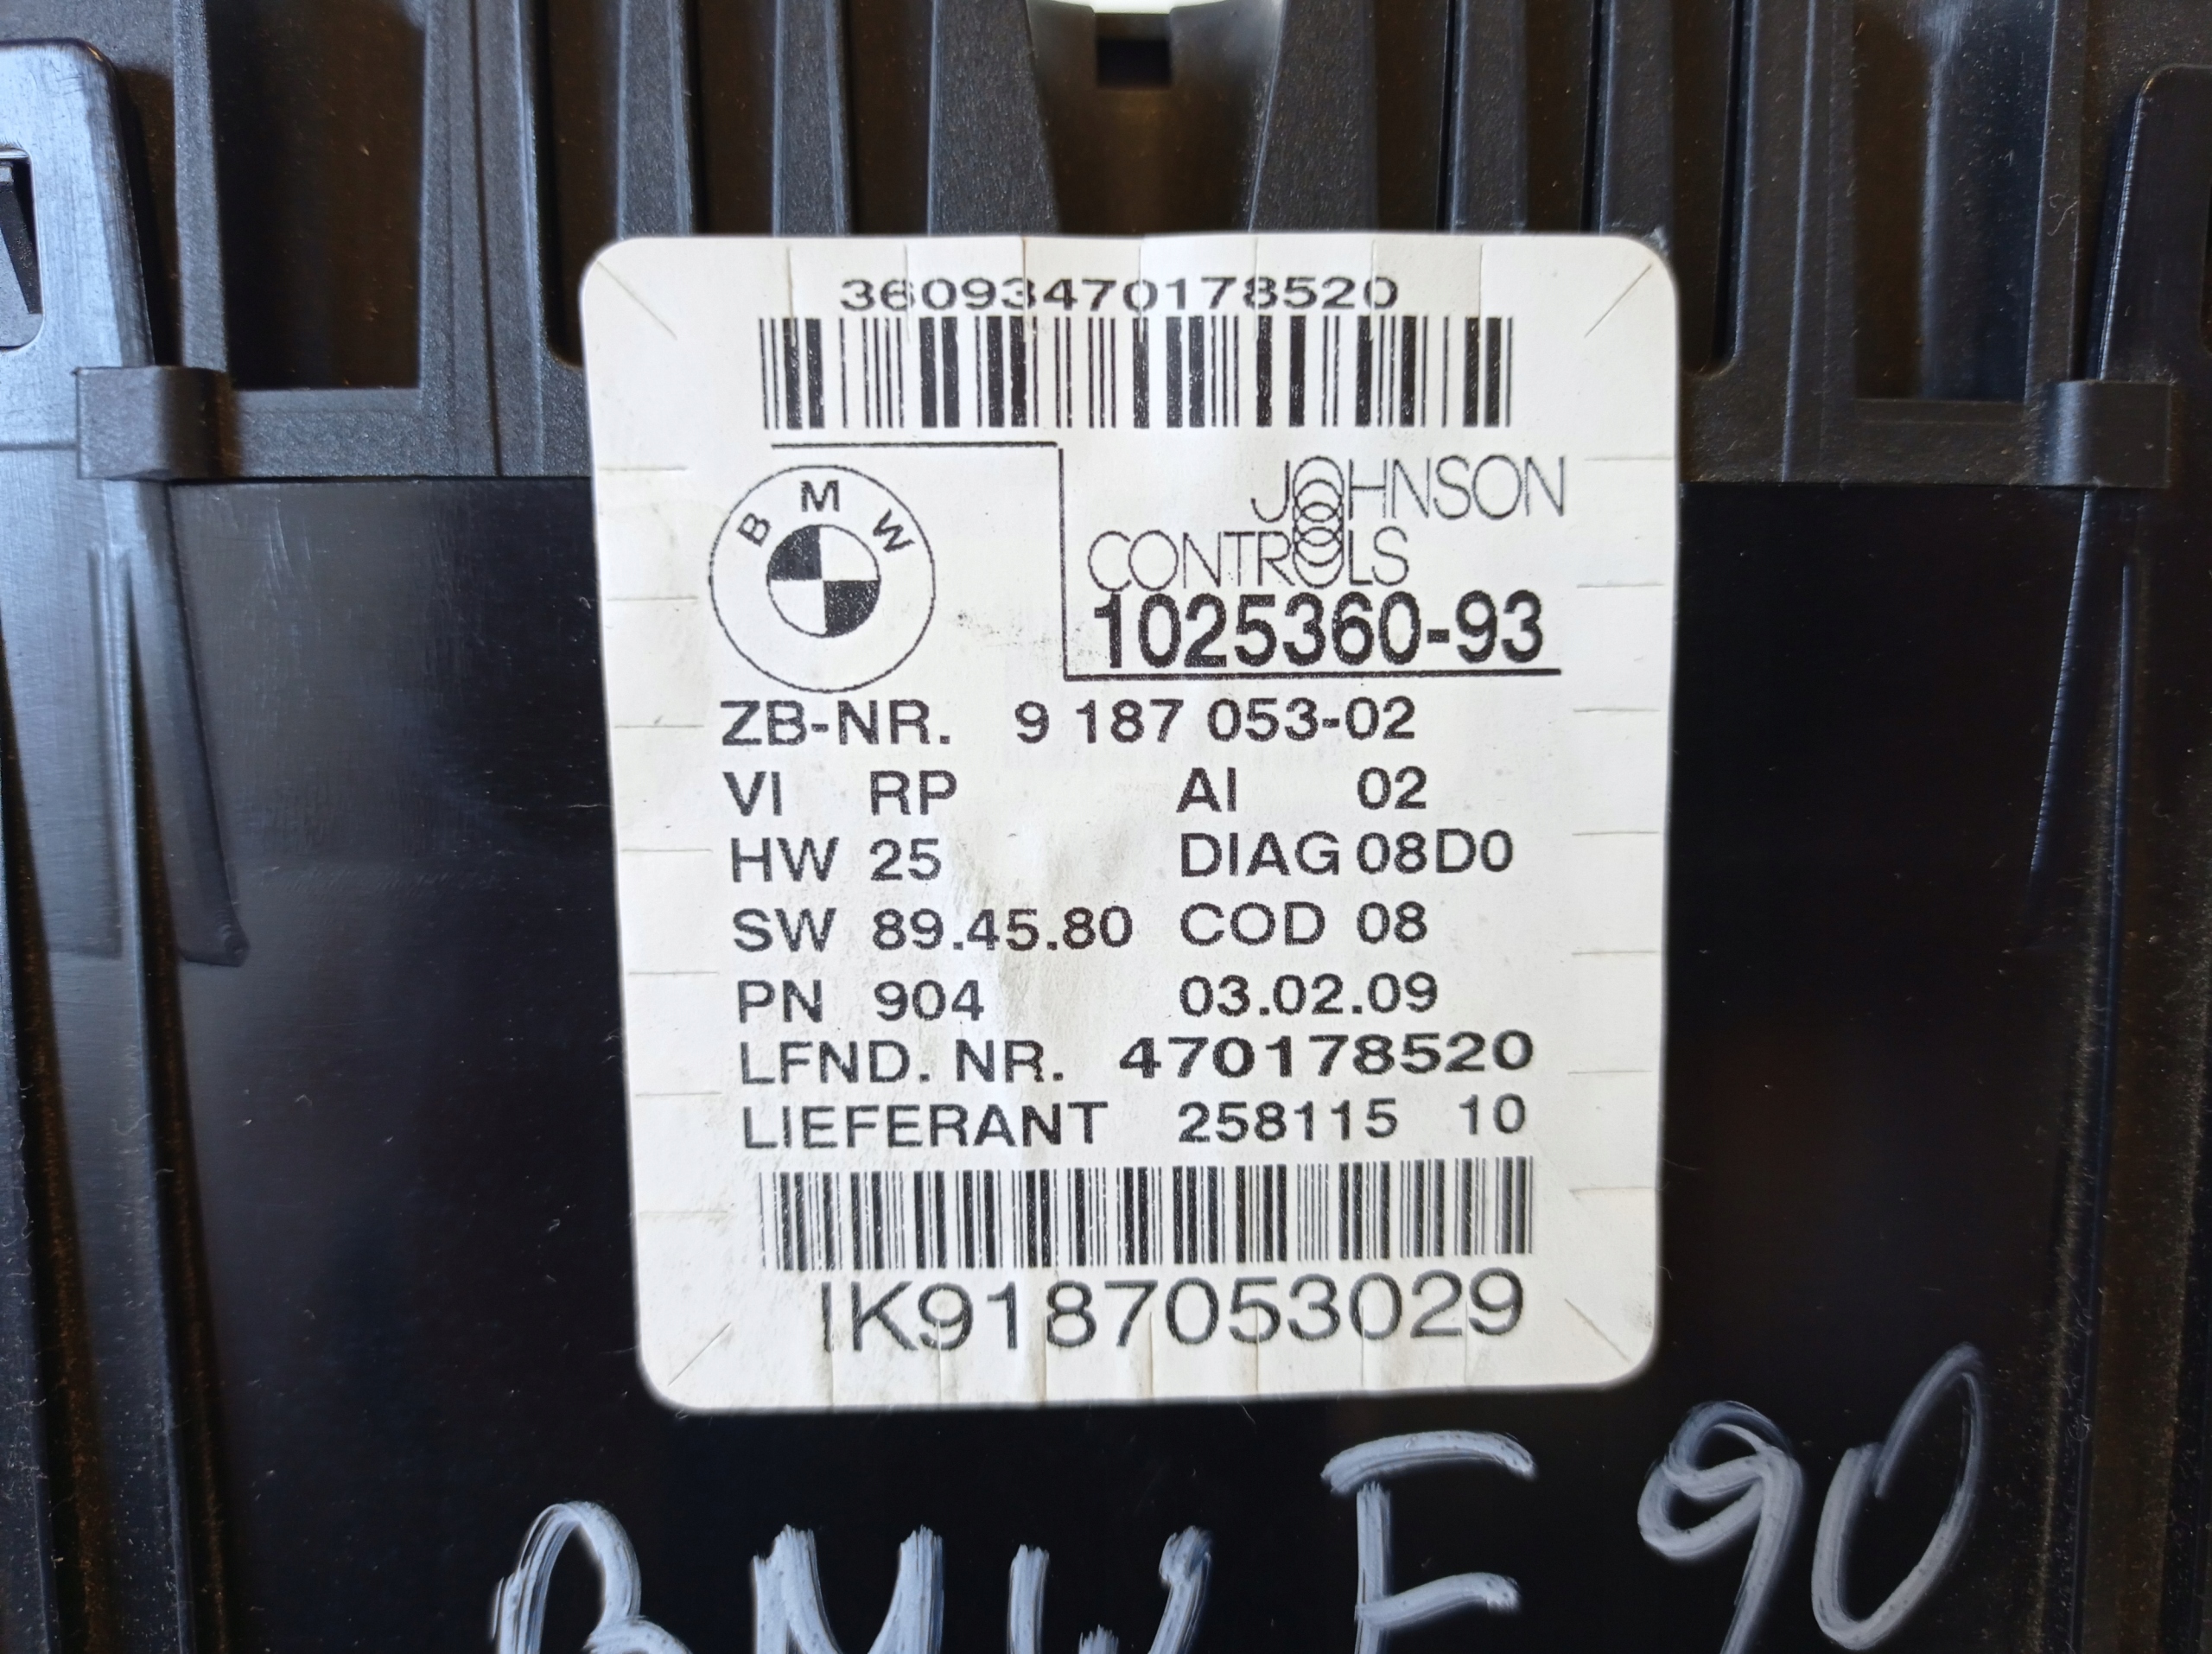 36093470178520
BMW
JOHNSON
CONTROLS
1025360-93
ZB-NR. 9 187 053-02
VI RP AI 02
HW 25 DIAG 08D0
SW 89.45.80 COD 08
PN 904 03.02.09
LFND. NR. 470178520
LIEFERANT 258115 10
IK9187053029
BMW E90